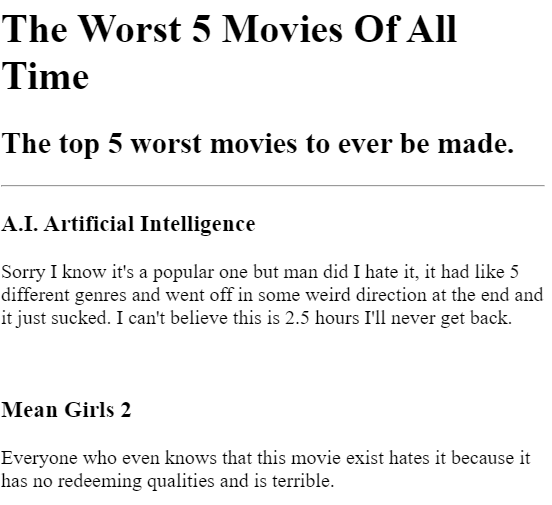 The Worst 5 Movies Of All
Time
The top 5 worst movies to ever be made.
A.I. Artificial Intelligence
Sorry I know it's a popular one but man did I hate it, it had like 5
different genres and went off in some weird direction at the end and
it just sucked. I can't believe this is 2.5 hours I'll never get back.
Mean Girls 2
Everyone who even knows that this movie exist hates it because it
has no redeeming qualities and is terrible.